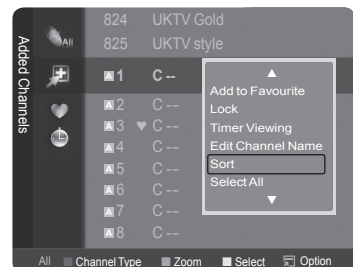 Added Channels
All
824 UKTV Gold
825 UKTV style
A 1 C --
A 2 C --
A 3 ♥ C --
A 4 C --
A 5 C --
A 6 C --
A 7 C --
A 8 C --
▲
Add to Favourite
Lock
Timer Viewing
Edit Channel Name
Sort
Select All
▼
All Channel Type Zoom Select Option